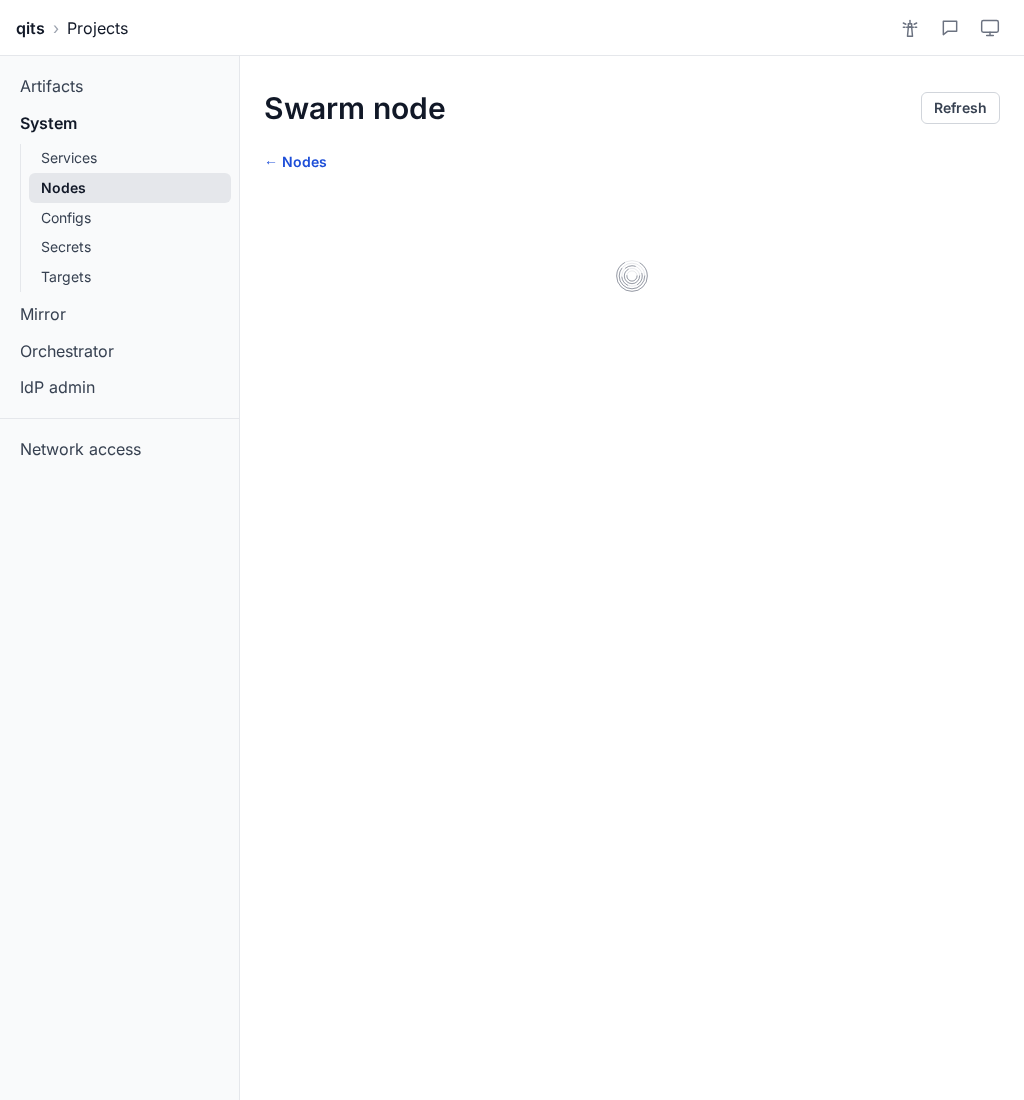 qits › Projects
Artifacts
System
Services
Nodes
Configs
Secrets
Targets
Mirror
Orchestrator
IdP admin
Network access
Swarm node
Refresh
← Nodes